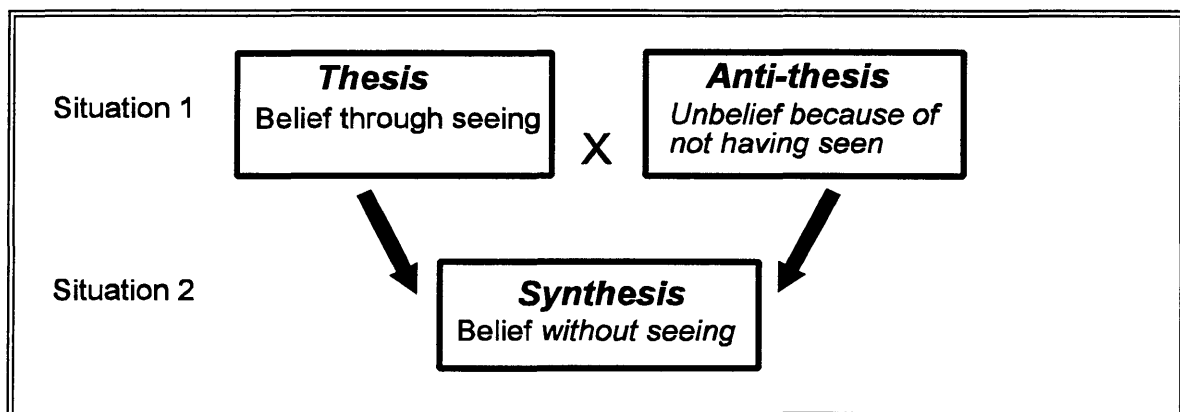 Thesis
Anti-thesis
Situation 1
Belief through seeing
X
Unbelief because of
not having seen
Situation 2
Synthesis
Belief without seeing